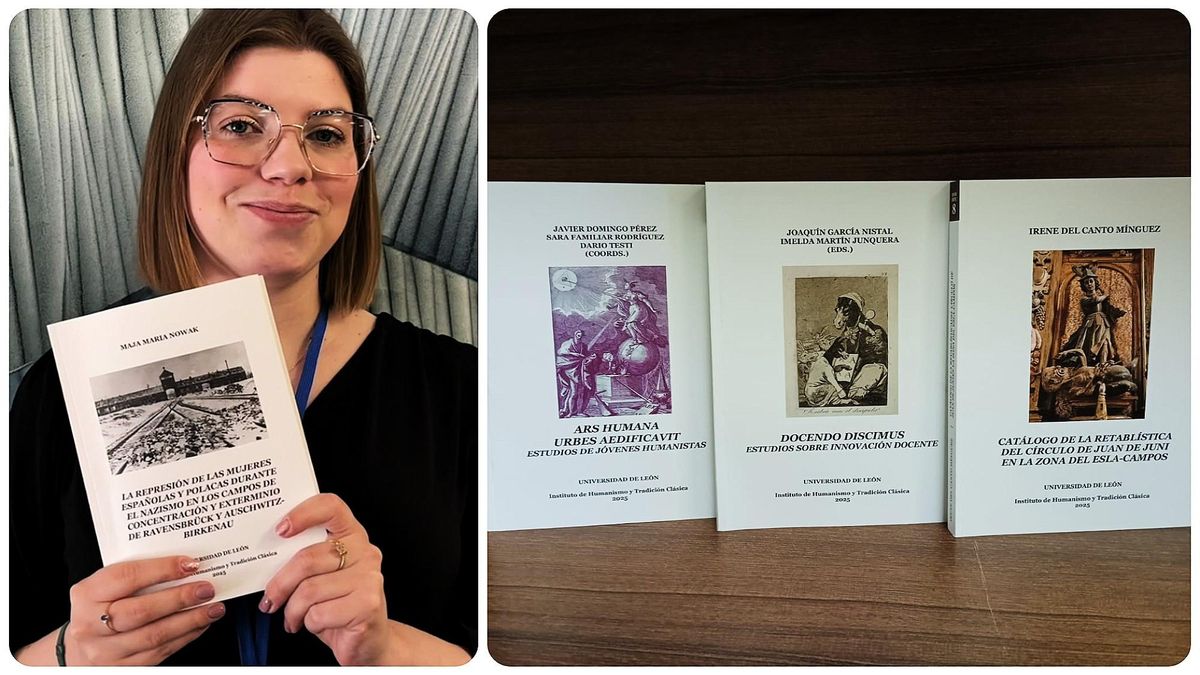 MAJA MARIA NOWAK
LA REPRESIÓN DE LAS MUJERES
ESPAÑOLAS Y POLACAS DURANTE
EL NAZISMO EN LOS CAMPOS DE
CONCENTRACIÓN Y EXTERMINIO
DE RAVENSBRÜCK Y AUSCHWITZ-
BIRKENAU
DE LEÓN
Humanismo y Tradición Clásica
2025
JAVIER DOMINGO PÉREZ
SARA FAMILIAR RODRÍGUEZ
DARIO TESTI
(COORDS.)
ARS HUMANA
URBES AEDIFICAVIT
ESTUDIOS DE JÓVENES HUMANISTAS
UNIVERSIDAD DE LEÓN
Instituto de Humanismo y Tradición Clásica
2025
JOAQUÍN GARCÍA NISTAL
IMELDA MARTÍN JUNQUERA
(EDS.)
DOCENDO DISCIMUS
ESTUDIOS SOBRE INNOVACIÓN DOCENTE
UNIVERSIDAD DE LEÓN
Instituto de Humanismo y Tradición Clásica
2025
IRENE DEL CANTO MÍNGUEZ
CATÁLOGO DE LA RETABLÍSTICA
DEL CÍRCULO DE JUAN DE JUNI
EN LA ZONA DEL ESLA-CAMPOS
UNIVERSIDAD DE LEÓN
Instituto de Humanismo y Tradición Clásica
2025